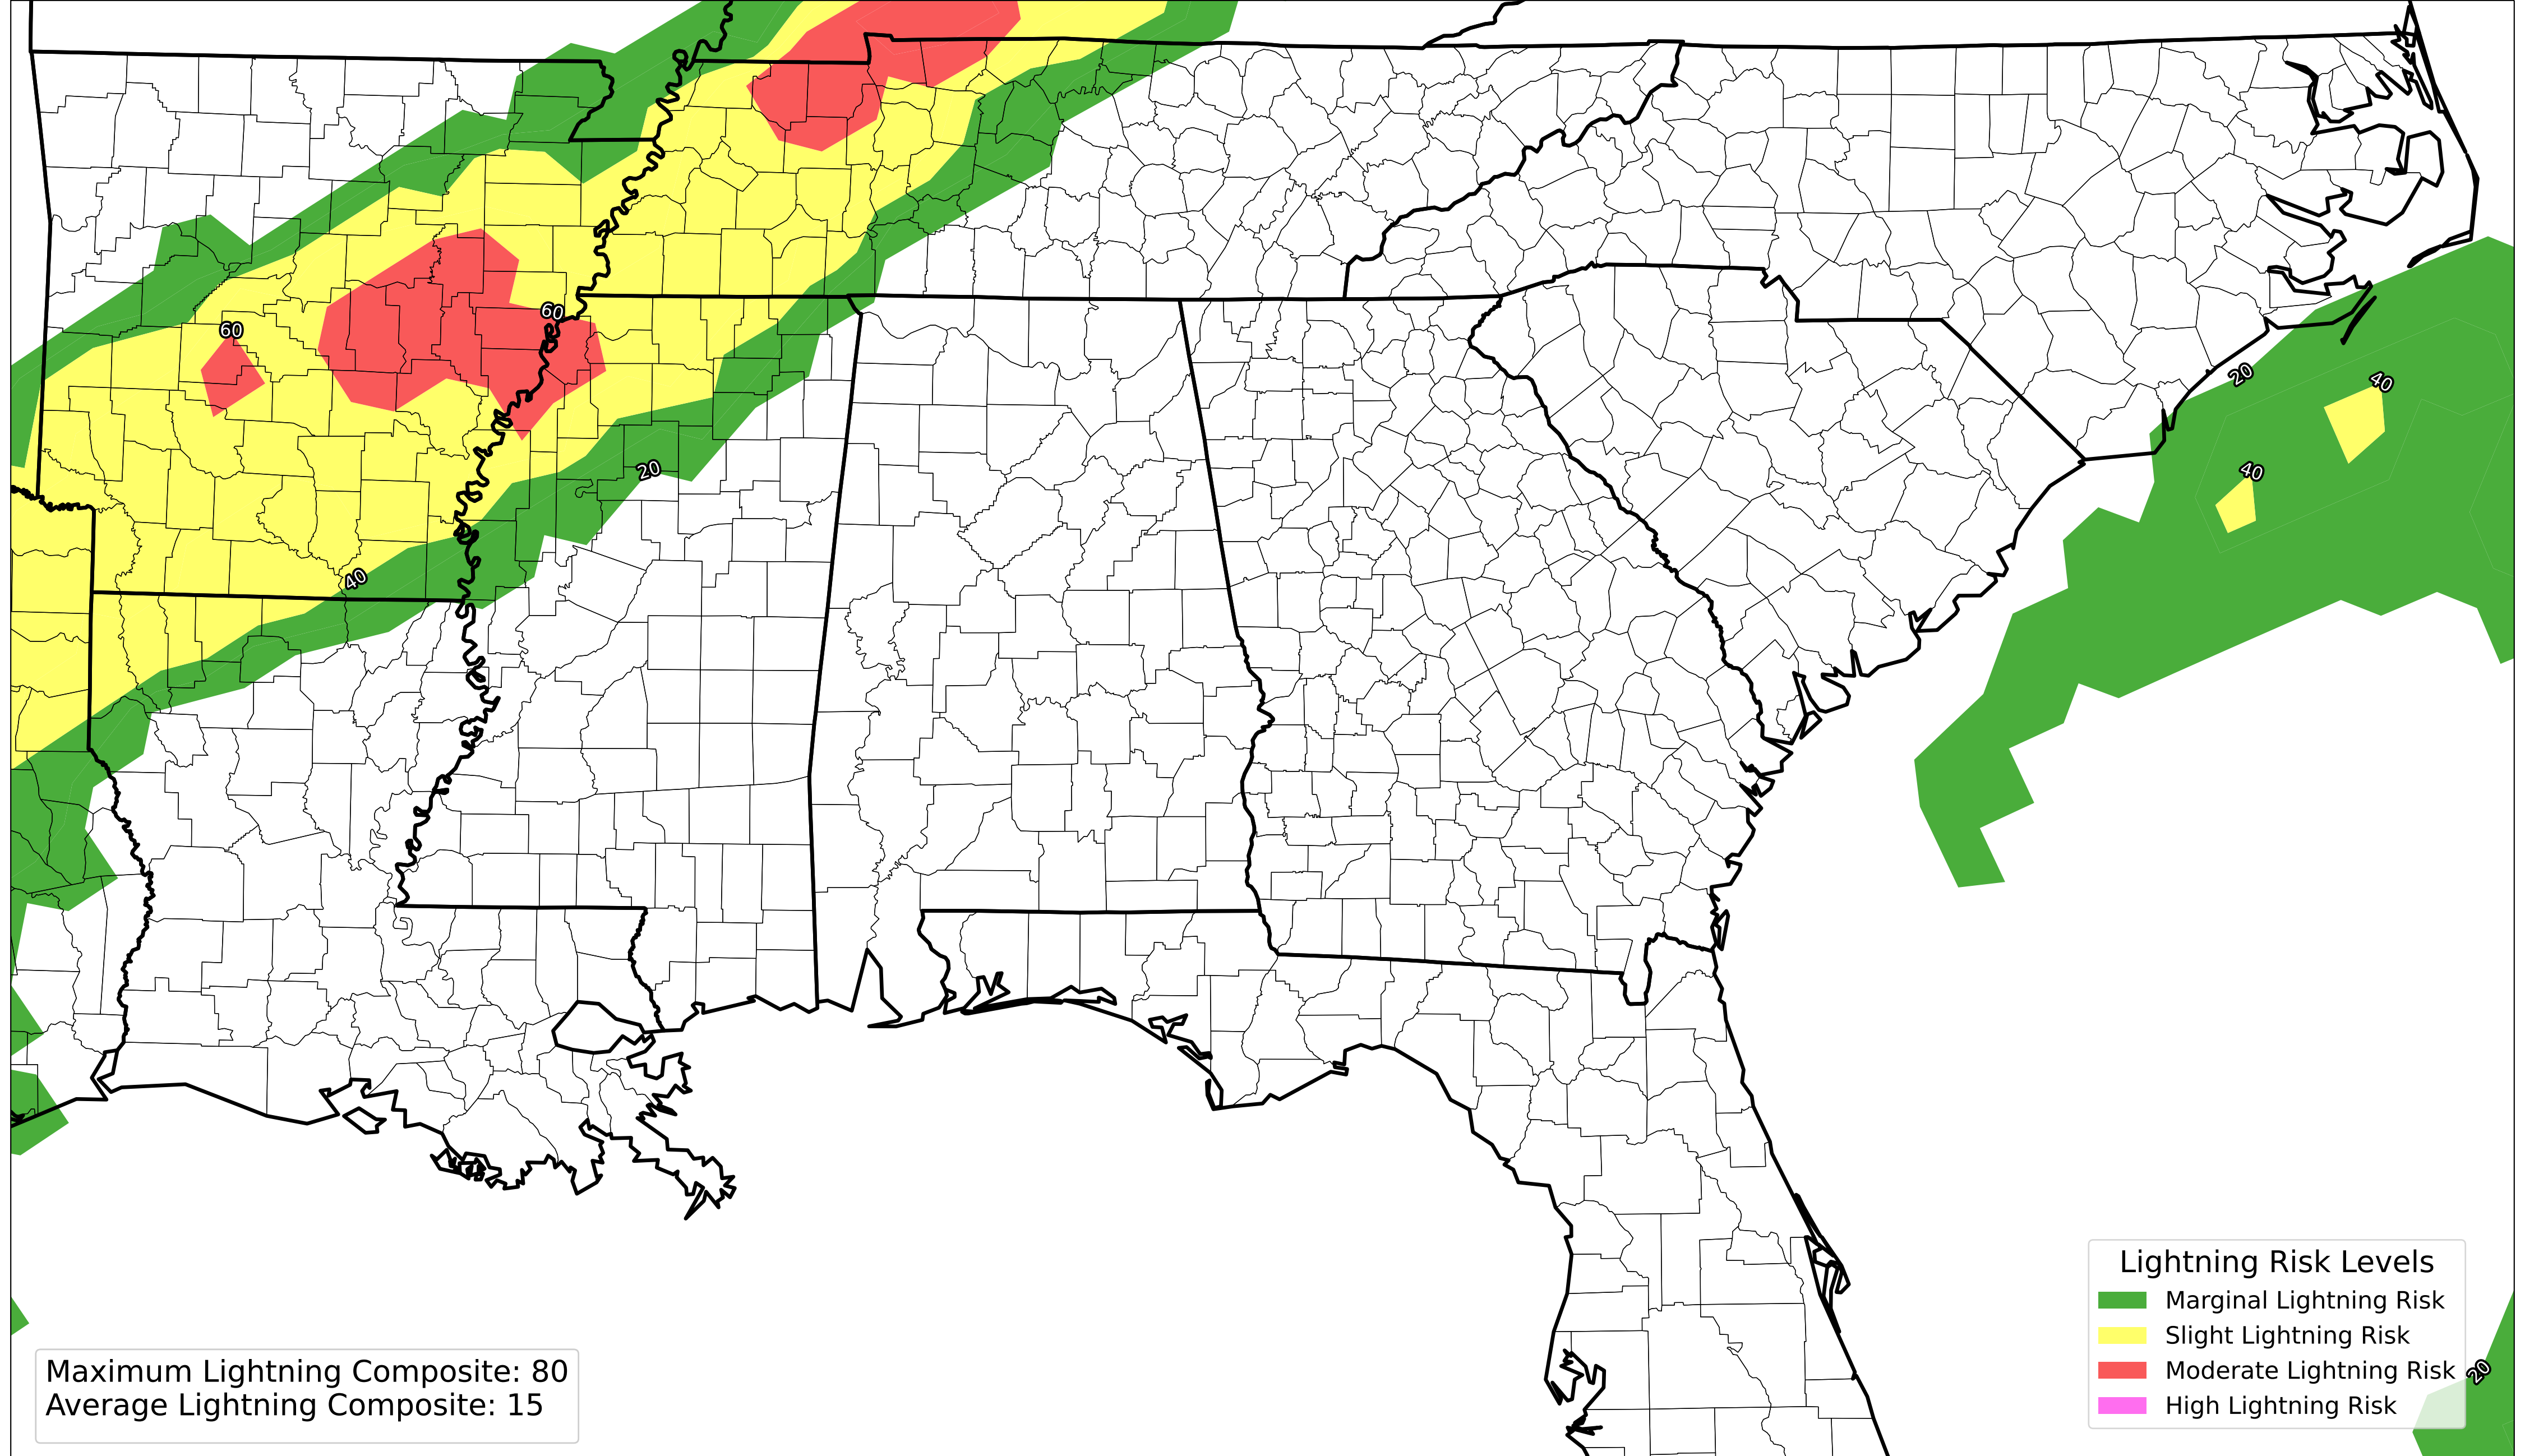 60
60
20
40
20
40
40
Lightning Risk Levels
Marginal Lightning Risk
Slight Lightning Risk
Moderate Lightning Risk
High Lightning Risk
20
Maximum Lightning Composite: 80
Average Lightning Composite: 15